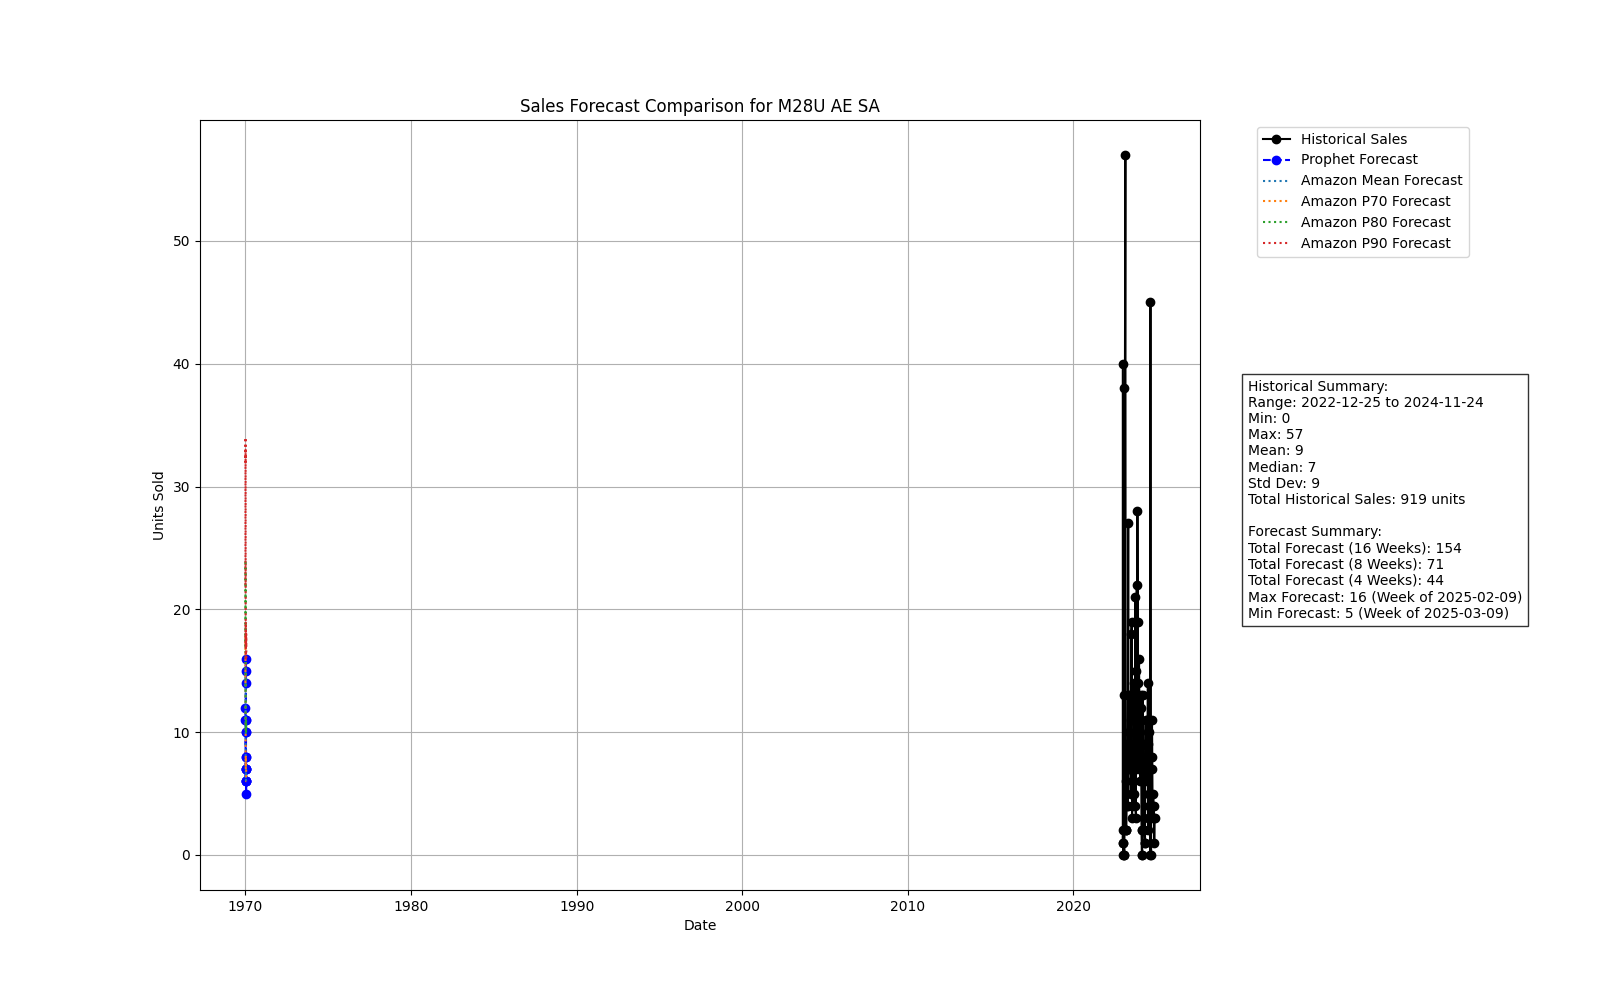 Sales Forecast Comparison for M28U AE SA
Units Sold
50
40
30
20
10
0
1970
1980
1990
2000
2010
2020
Date
Historical Sales
Prophet Forecast
Amazon Mean Forecast
Amazon P70 Forecast
Amazon P80 Forecast
Amazon P90 Forecast
Historical Summary:
Range: 2022-12-25 to 2024-11-24
Min: 0
Max: 57
Mean: 9
Median: 7
Std Dev: 9
Total Historical Sales: 919 units
Forecast Summary:
Total Forecast (16 Weeks): 154
Total Forecast (8 Weeks): 71
Total Forecast (4 Weeks): 44
Max Forecast: 16 (Week of 2025-02-09)
Min Forecast: 5 (Week of 2025-03-09)